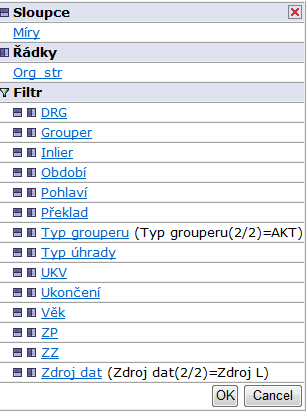 Sloupce
Míry
Řádky
Org_str
Filtr
DRG
Grouper
Inlier
Období
Pohlaví
Překlad
Typ grouperu (Typ grouperu(2/2)=AKT)
Typ úhrady
UKV
Ukončení
Věk
ZP
ZZ
Zdroj dat (Zdroj dat(2/2)=Zdroj L)
OK Cancel